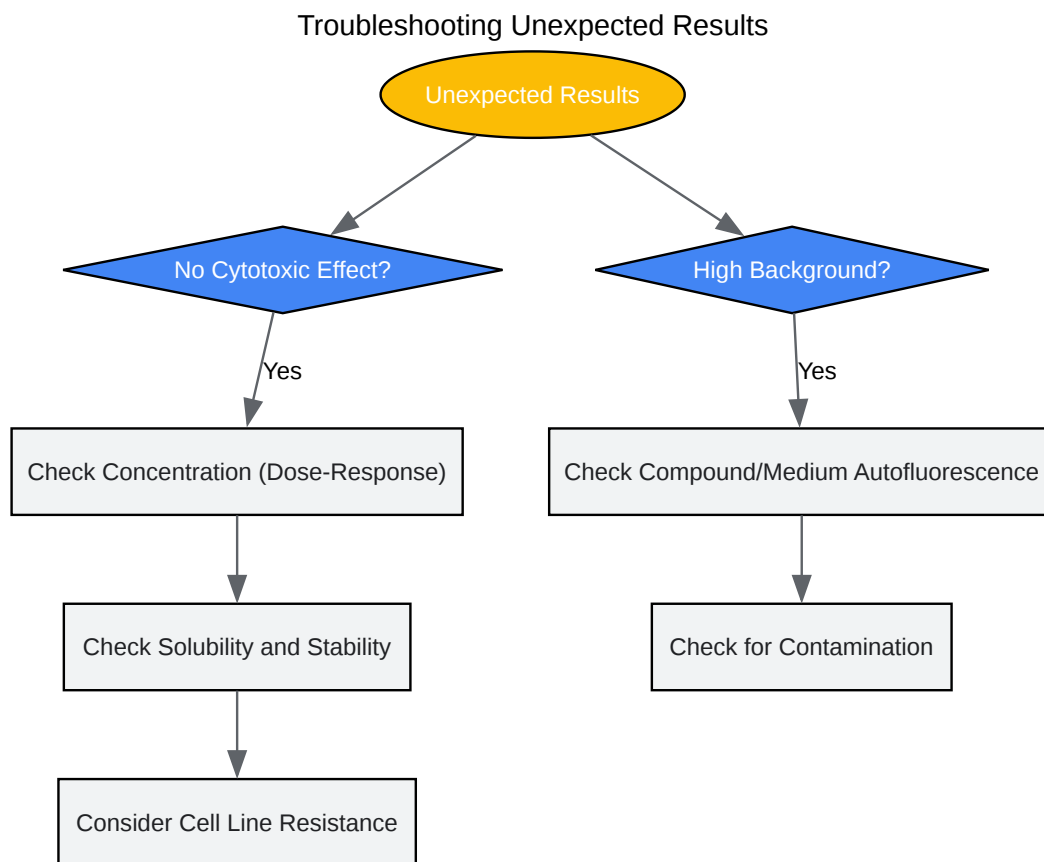 Troubleshooting Unexpected Results
Unexpected Results
No Cytotoxic Effect?
High Background?
Yes
Yes
Check Concentration (Dose-Response)
Check Compound/Medium Autofluorescence
Check Solubility and Stability
Check for Contamination
Consider Cell Line Resistance